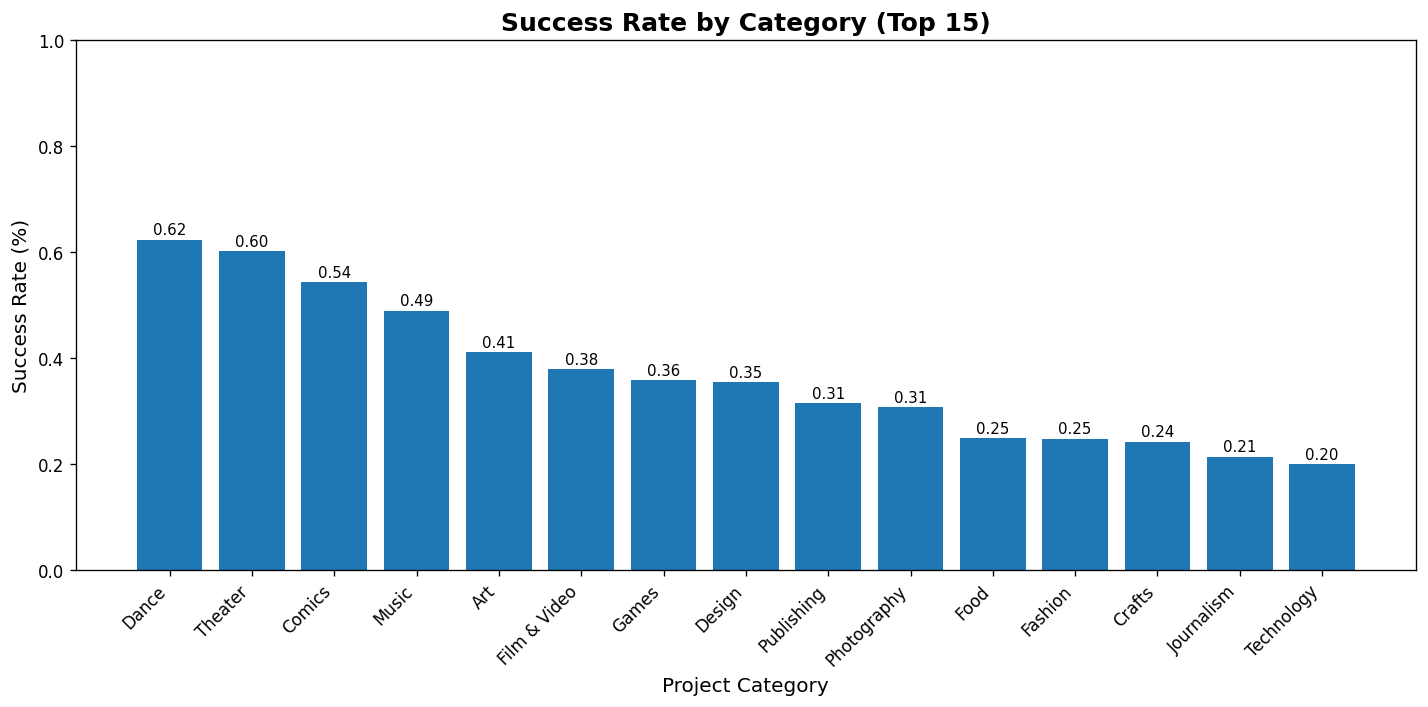 Success Rate by Category (Top 15)
Success Rate (%)
1.0
0.8
0.6
0.4
0.2
0.0
0.62
0.60
0.54
0.49
0.41
0.38
0.36
0.35
0.31
0.31
0.25
0.25
0.24
0.21
0.20
Dance
Theater
Comics
Music
Art
Film & Video
Games
Design
Publishing
Photography
Food
Fashion
Crafts
Journalism
Technology
Project Category